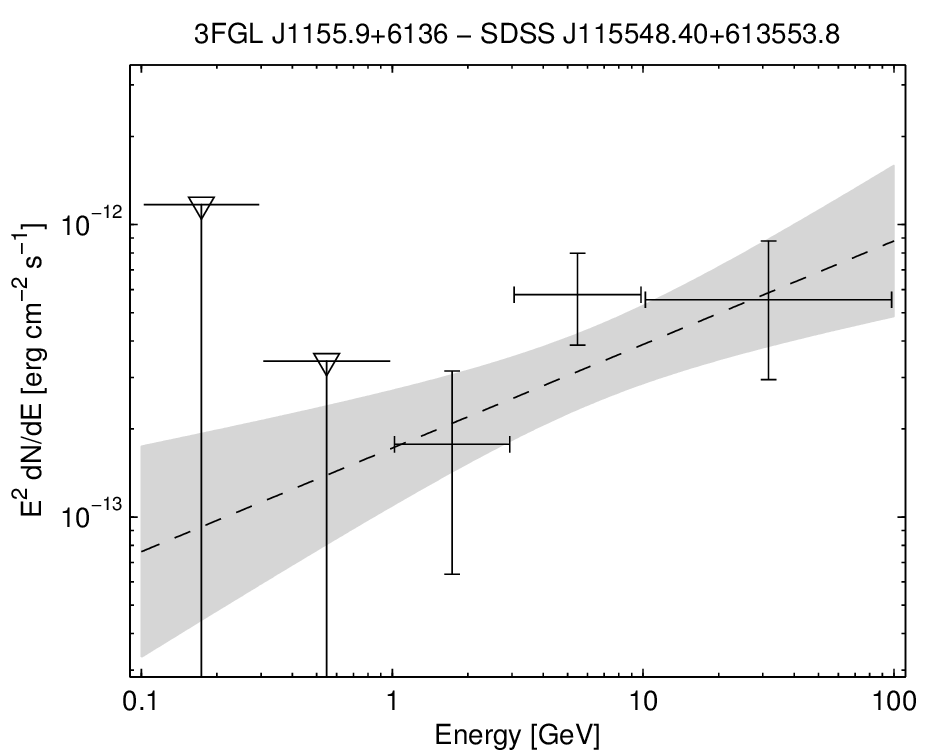 3FGL J1155.9+6136 − SDSS J115548.40+613553.8
E² dN/dE [erg cm⁻² s⁻¹]
10⁻¹²
10⁻¹³
0.1 1 10 100
Energy [GeV]